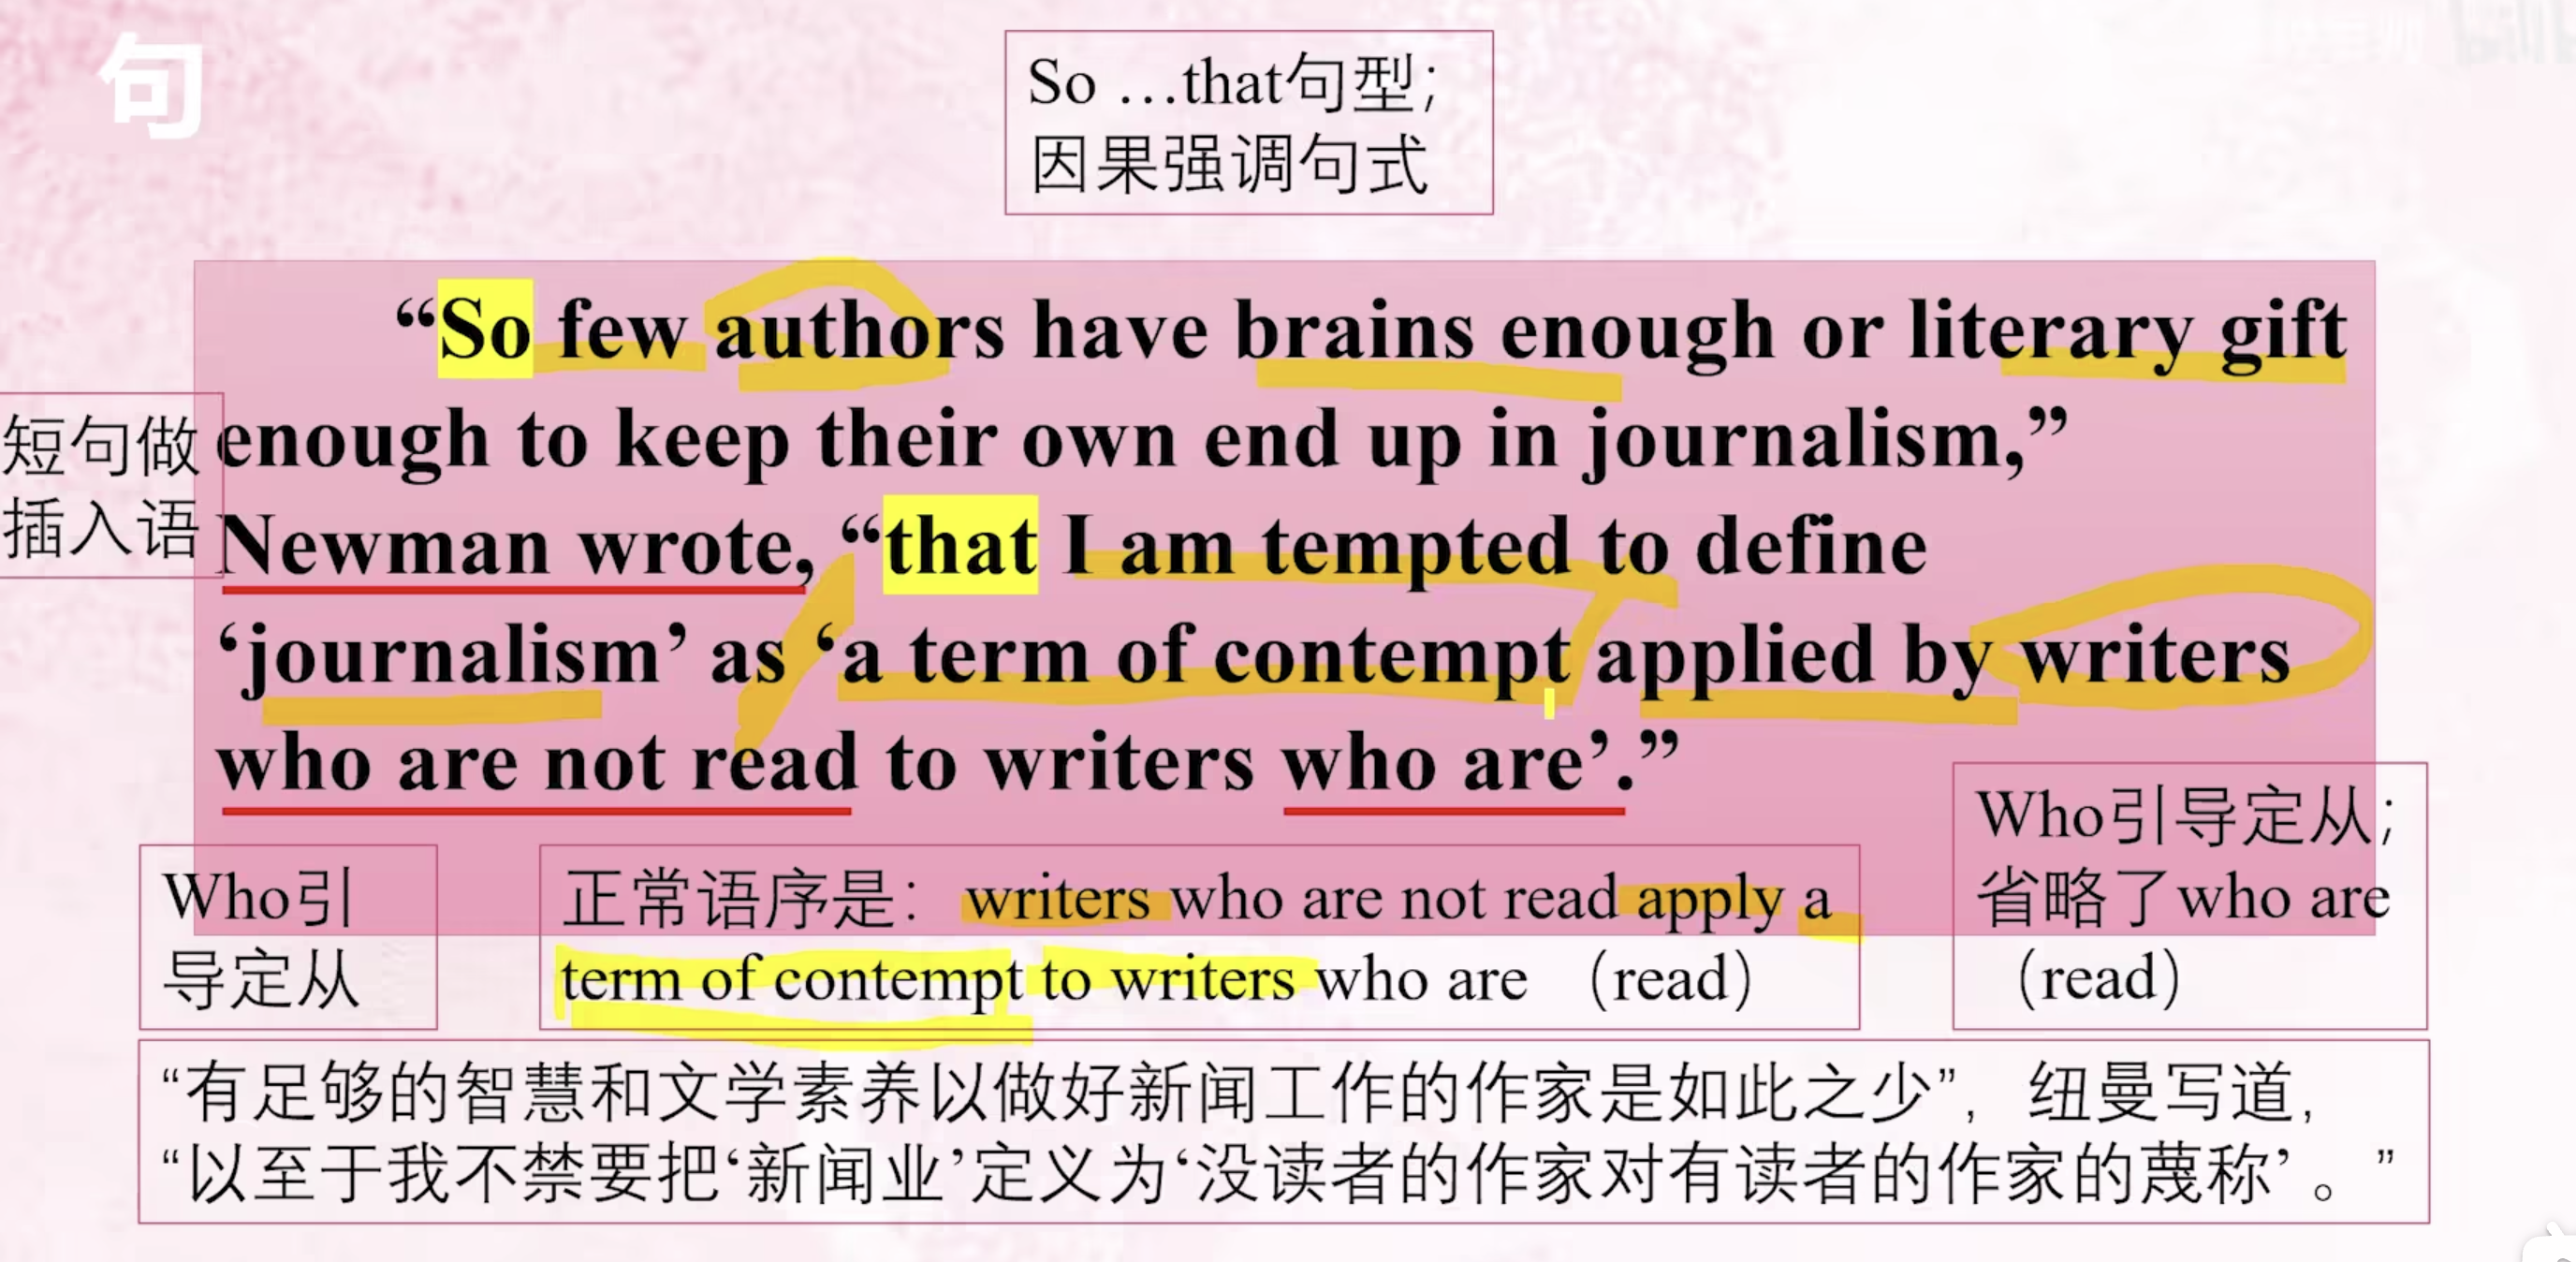 句
So …that句型；
因果强调句式
“So few authors have brains enough or literary gift
enough to keep their own end up in journalism,”
Newman wrote, “that I am tempted to define
‘journalism’ as ‘a term of contempt applied by writers
who are not read to writers who are’.”
短句做
插入语
Who引
导定从
正常语序是：writers who are not read apply a
term of contempt to writers who are （read）
Who引导定从；
省略了who are
（read）
“有足够的智慧和文学素养以做好新闻工作的作家是如此之少”，纽曼写道，
“以至于我不禁要把‘新闻业’定义为‘没读者的作家对有读者的作家的蔑称’。”